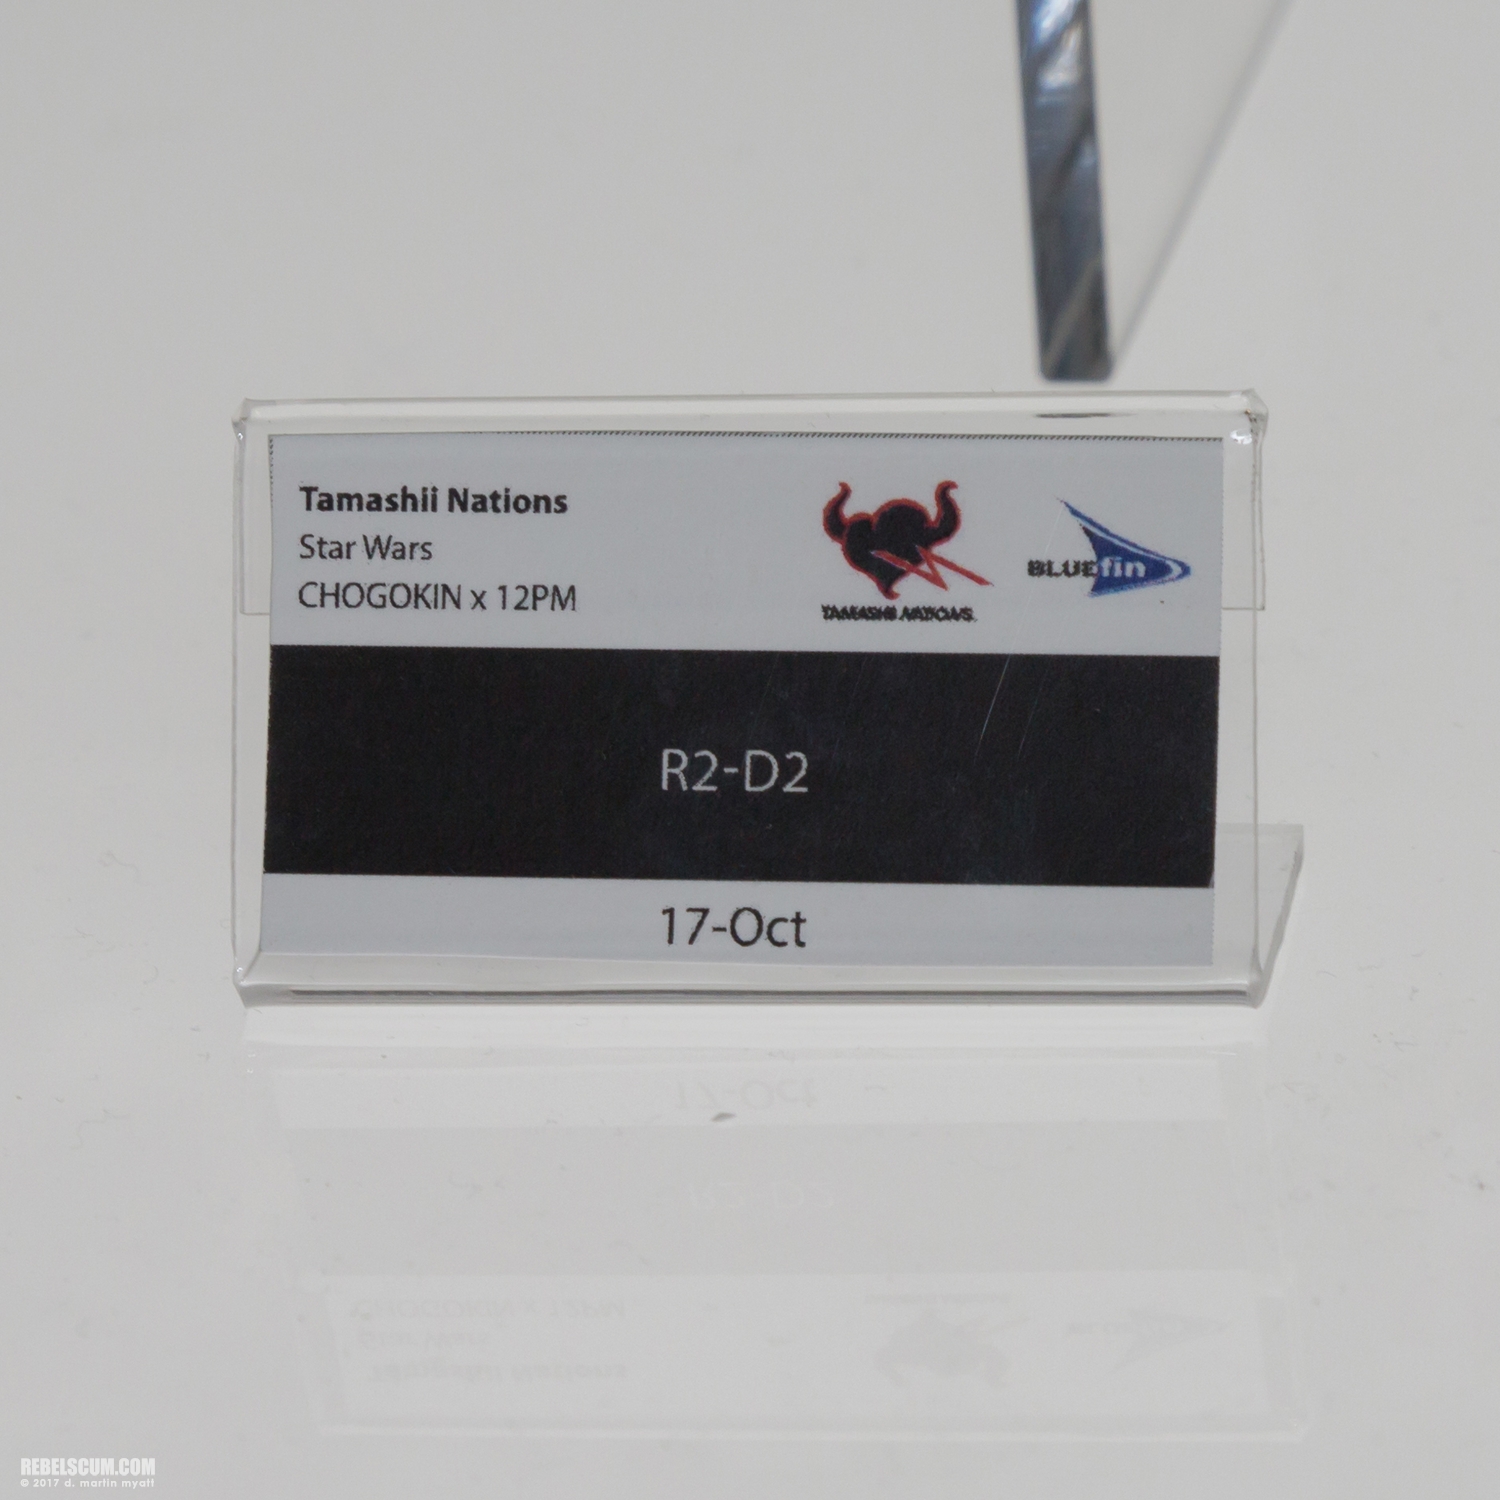 Tamashii Nations
Star Wars
CHOGOKIN x 12PM
TAMASHII NATIONS
BLUEfin
R2-D2
17-Oct
REBELSCUM.COM
© 2017 d. martin myatt